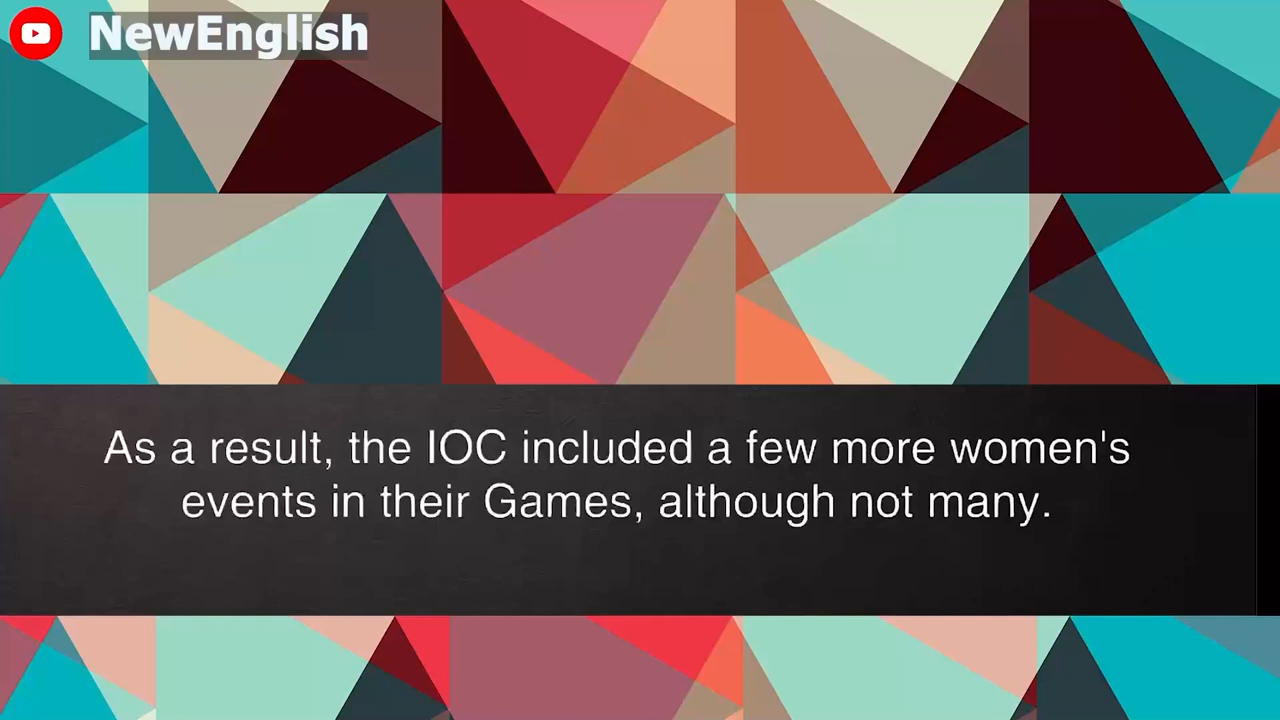 NewEnglish
As a result, the IOC included a few more women's
events in their Games, although not many.